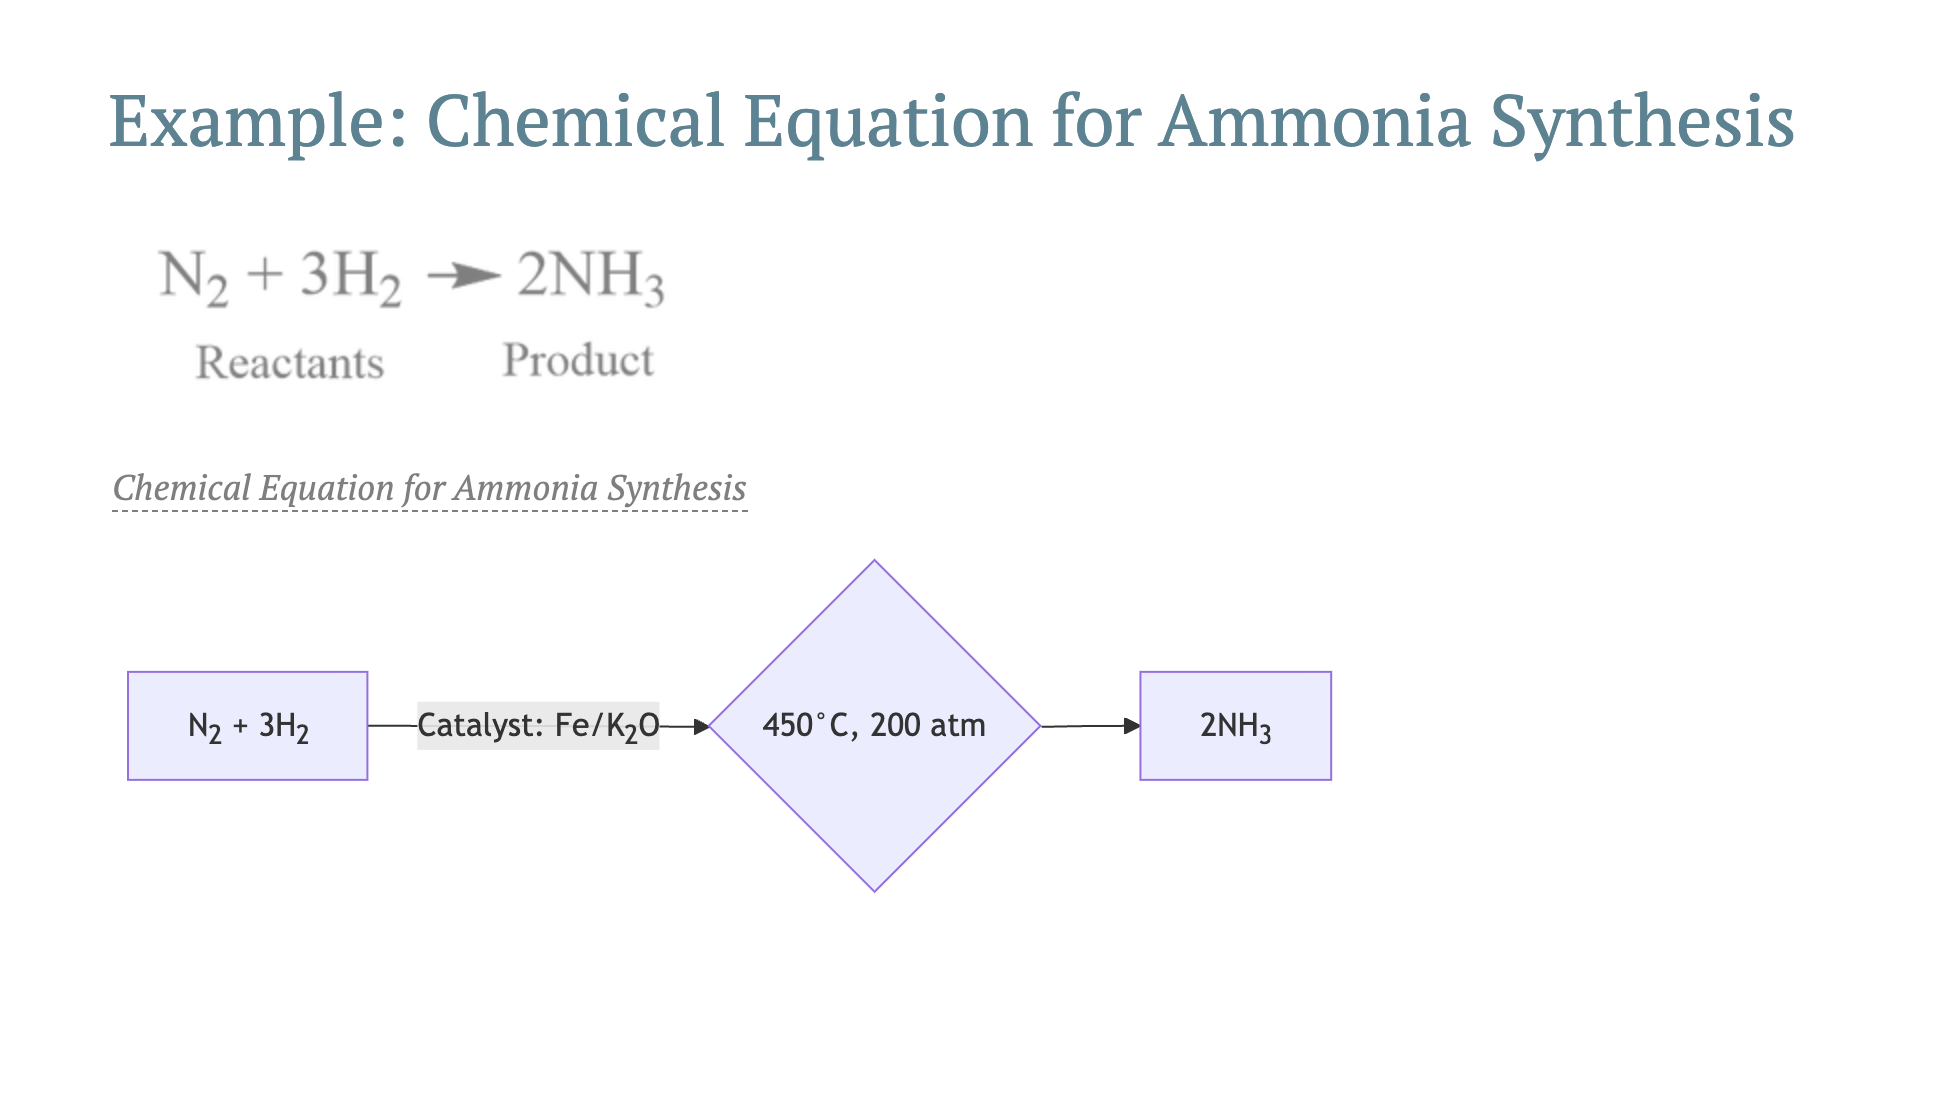 Example: Chemical Equation for Ammonia Synthesis
N₂ + 3H₂ → 2NH₃
Reactants Product
Chemical Equation for Ammonia Synthesis
N₂ + 3H₂ Catalyst: Fe/K₂O 450°C, 200 atm 2NH₃